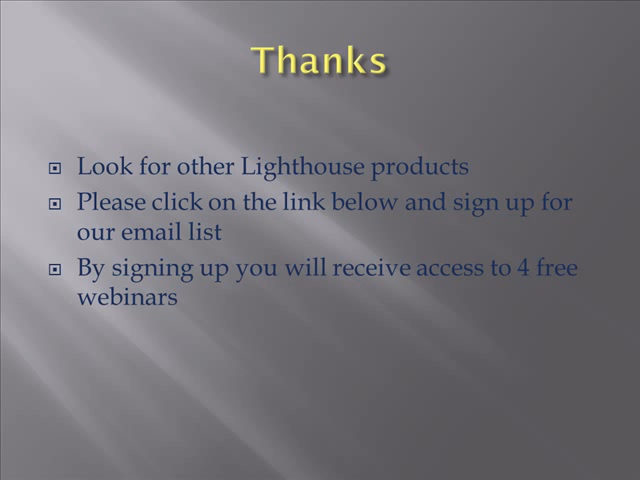 Thanks
Look for other Lighthouse products
Please click on the link below and sign up for
our email list
By signing up you will receive access to 4 free
webinars